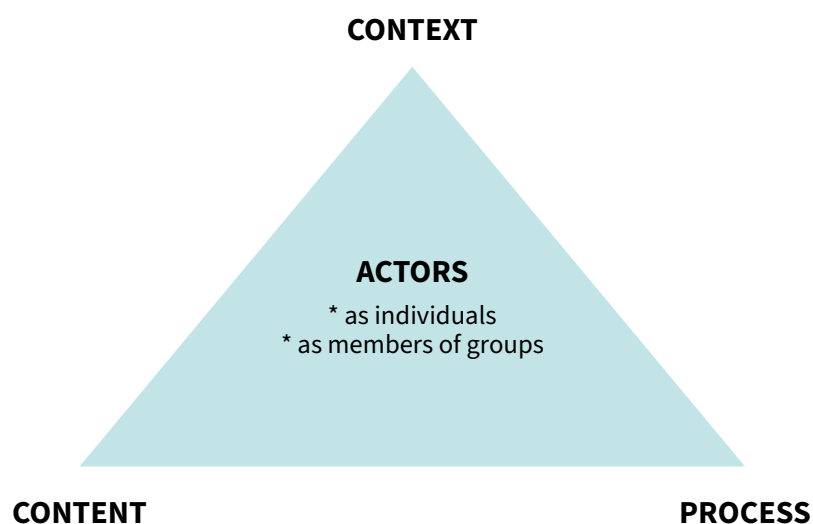 CONTEXT
ACTORS
* as individuals
* as members of groups
CONTENT
PROCESS